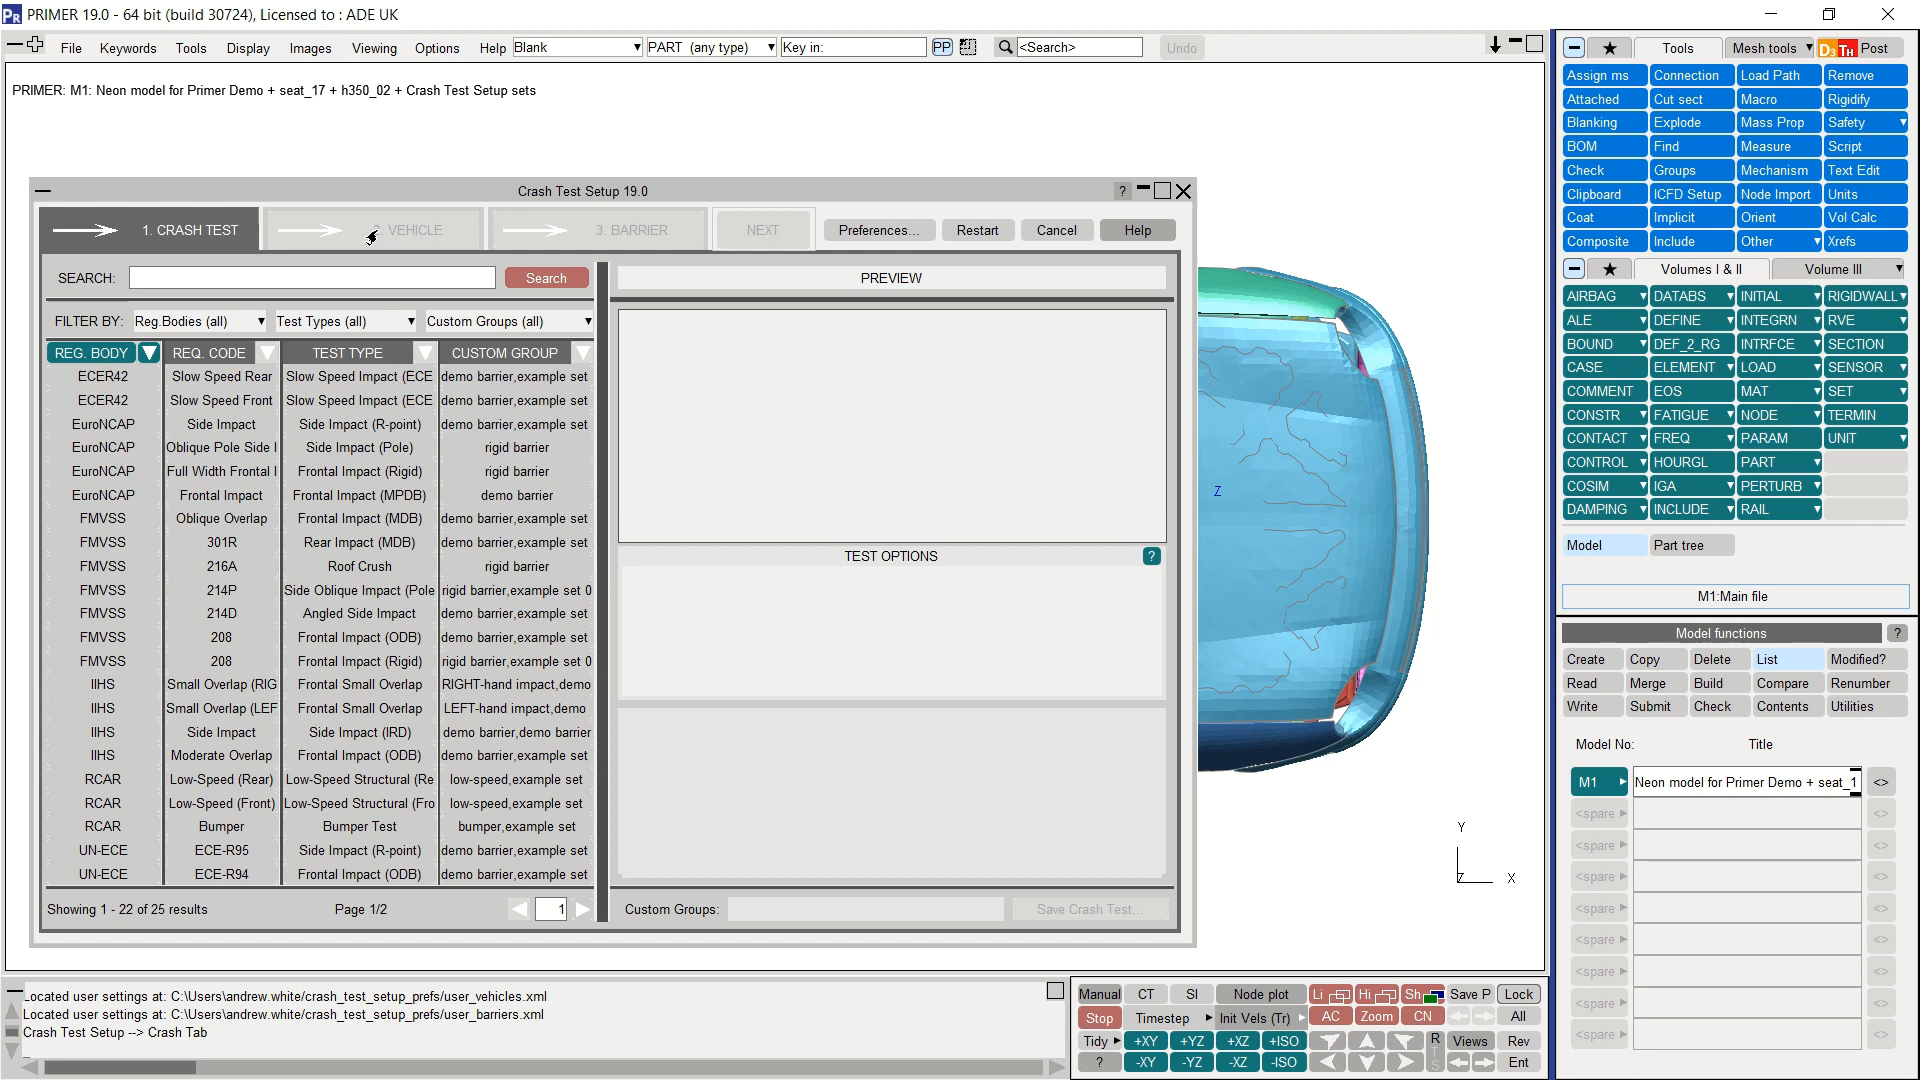 PRIMER 19.0 - 64 bit (build 30724), Licensed to : ADE UK
File Keywords Tools Display Images Viewing Options Help Blank PART (any type) Key in: PP <Search> Undo
PRIMER: M1: Neon model for Primer Demo + seat_17 + h350_02 + Crash Test Setup sets
Crash Test Setup 19.0 ?
1. CRASH TEST VEHICLE 3. BARRIER NEXT Preferences... Restart Cancel Help
SEARCH: Search
FILTER BY: Reg.Bodies (all) Test Types (all) Custom Groups (all)
REG. BODY REQ. CODE TEST TYPE CUSTOM GROUP
ECER42 Slow Speed Rear Slow Speed Impact (ECE demo barrier,example set
ECER42 Slow Speed Front Slow Speed Impact (ECE demo barrier,example set
EuroNCAP Side Impact Side Impact (R-point) demo barrier,example set
EuroNCAP Oblique Pole Side I Side Impact (Pole) rigid barrier
EuroNCAP Full Width Frontal I Frontal Impact (Rigid) rigid barrier
EuroNCAP Frontal Impact Frontal Impact (MPDB) demo barrier
FMVSS Oblique Overlap Frontal Impact (MDB) demo barrier,example set
FMVSS 301R Rear Impact (MDB) demo barrier,example set
FMVSS 216A Roof Crush rigid barrier
FMVSS 214P Side Oblique Impact (Pole rigid barrier,example set 0
FMVSS 214D Angled Side Impact demo barrier,example set
FMVSS 208 Frontal Impact (ODB) demo barrier,example set
FMVSS 208 Frontal Impact (Rigid) rigid barrier,example set 0
IIHS Small Overlap (RIG Frontal Small Overlap RIGHT-hand impact,demo
IIHS Small Overlap (LEF Frontal Small Overlap LEFT-hand impact,demo
IIHS Side Impact Side Impact (IRD) demo barrier,demo barrier
IIHS Moderate Overlap Frontal Impact (ODB) demo barrier,example set
RCAR Low-Speed (Rear) Low-Speed Structural (Re low-speed,example set
RCAR Low-Speed (Front) Low-Speed Structural (Fro low-speed,example set
RCAR Bumper Bumper Test bumper,example set
UN-ECE ECE-R95 Side Impact (R-point) demo barrier,example set
UN-ECE ECE-R94 Frontal Impact (ODB) demo barrier,example set
Showing 1 - 22 of 25 results Page 1/2 1
PREVIEW
TEST OPTIONS ?
Custom Groups: Save Crash Test...
Z
Y
Z X
Located user settings at: C:\Users\andrew.white/crash_test_setup_prefs/user_vehicles.xml
Located user settings at: C:\Users\andrew.white/crash_test_setup_prefs/user_barriers.xml
Crash Test Setup --> Crash Tab
Manual CT SI Node plot Li Hi Sh Save P Lock
Stop Timestep Init Vels (Tr) AC Zoom CN All
Tidy +XY +YZ +XZ +ISO R Views Rev
? -XY -YZ -XZ -ISO T S Ent
Tools Mesh tools D3 TH Post
Assign ms Connection Load Path Remove
Attached Cut sect Macro Rigidify
Blanking Explode Mass Prop Safety
BOM Find Measure Script
Check Groups Mechanism Text Edit
Clipboard ICFD Setup Node Import Units
Coat Implicit Orient Vol Calc
Composite Include Other Xrefs
Volumes I & II Volume III
AIRBAG DATABS INITIAL RIGIDWALL
ALE DEFINE INTEGRN RVE
BOUND DEF_2_RG INTRFCE SECTION
CASE ELEMENT LOAD SENSOR
COMMENT EOS MAT SET
CONSTR FATIGUE NODE TERMIN
CONTACT FREQ PARAM UNIT
CONTROL HOURGL PART
COSIM IGA PERTURB
DAMPING INCLUDE RAIL
Model Part tree
M1:Main file
Model functions ?
Create Copy Delete List Modified?
Read Merge Build Compare Renumber
Write Submit Check Contents Utilities
Model No: Title
M1 Neon model for Primer Demo + seat_1 <>
<spare <>
<spare <>
<spare <>
<spare <>
<spare <>
<spare <>
<spare <>
<spare <>